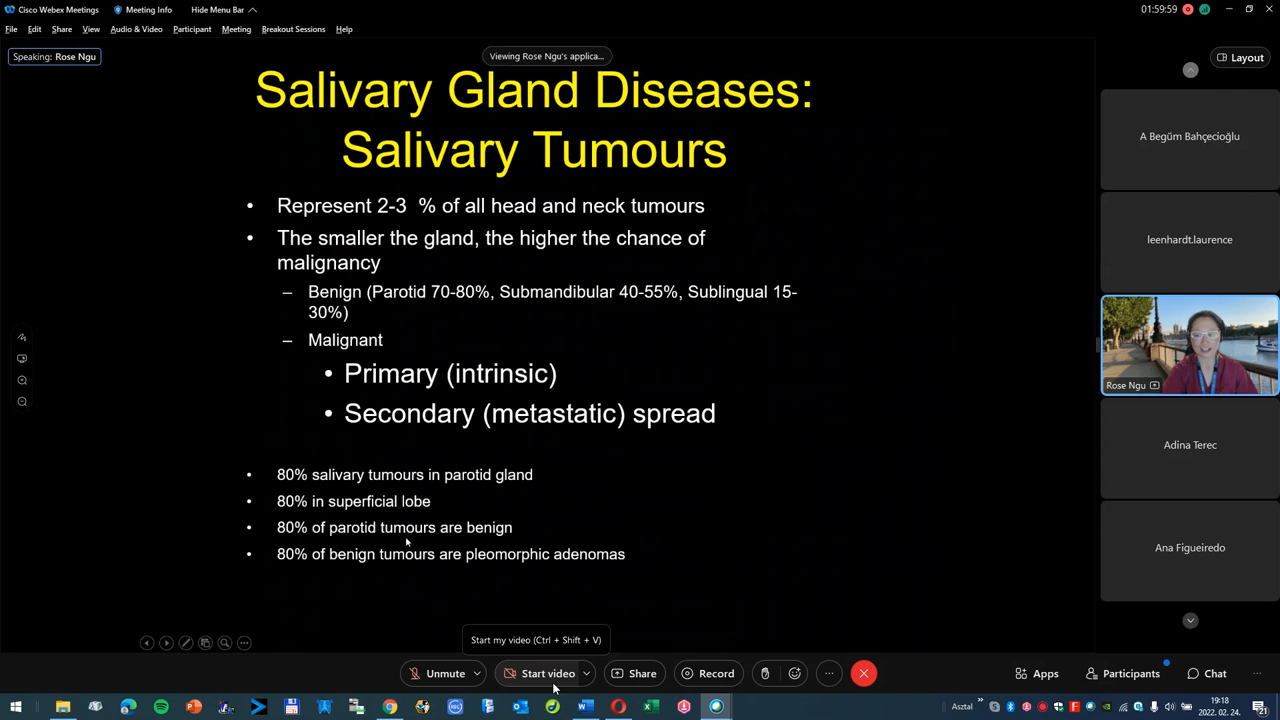 Cisco Webex Meetings
Meeting Info
Hide Menu Bar
01:59:59
File Edit Share View Audio & Video Participant Meeting Breakout Sessions Help
Speaking: Rose Ngu
Viewing Rose Ngu's applica...
Layout
Salivary Gland Diseases:
Salivary Tumours
• Represent 2-3 % of all head and neck tumours
• The smaller the gland, the higher the chance of
malignancy
– Benign (Parotid 70-80%, Submandibular 40-55%, Sublingual 15-
30%)
– Malignant
• Primary (intrinsic)
• Secondary (metastatic) spread
• 80% salivary tumours in parotid gland
• 80% in superficial lobe
• 80% of parotid tumours are benign
• 80% of benign tumours are pleomorphic adenomas
A Begüm Bahçecioğlu
leenhardt.laurence
Rose Ngu
Adina Terec
Ana Figueiredo
Start my video (Ctrl + Shift + V)
Unmute
Start video
Share
Record
Apps
Participants
Chat
Asztal
19:18
2022. 02. 24.